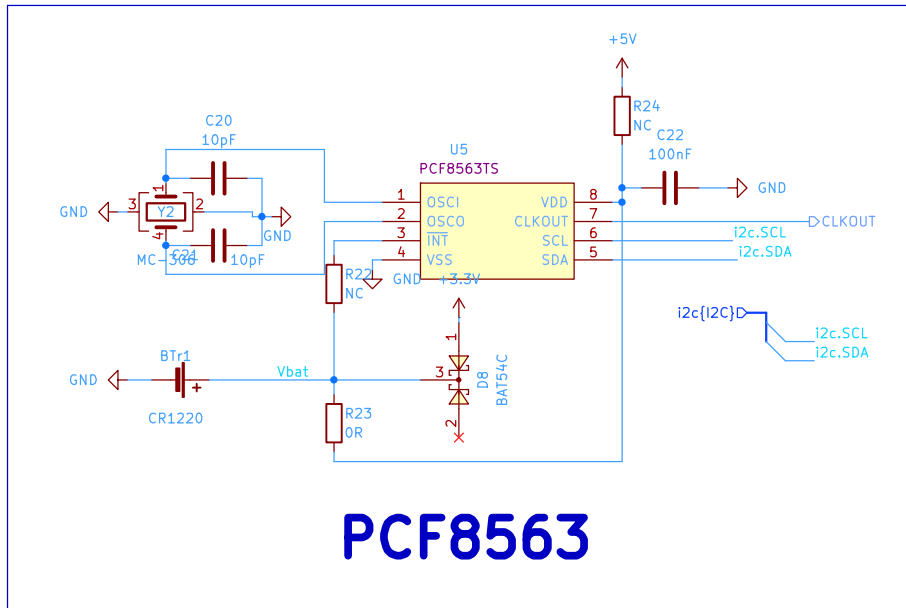 +5V
R24
NC
C22
100nF
GND
C20
10pF
U5
PCF8563TS
1
OSCI
VDD
8
2
OSCO
CLKOUT
7
CLKOUT
3
INT
SCL
6
i2c.SCL
4
VSS
SDA
5
i2c.SDA
GND
3
1
Y2
2
4
GND
C21
10pF
MC-306
R22
NC
GND
+3.3V
i2c{I2C}
i2c.SCL
i2c.SDA
BTr1
GND
+
CR1220
Vbat
3
1
2
D8
BAT54C
R23
0R
PCF8563